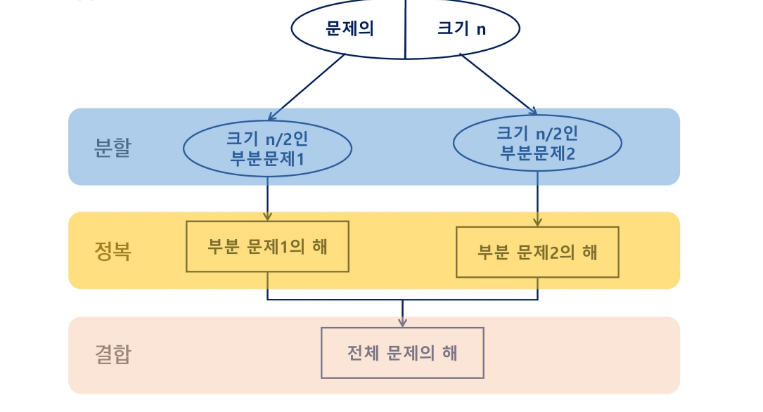 문제의 크기 n
분할
크기 n/2인
부분문제1
크기 n/2인
부분문제2
정복
부분 문제1의 해
부분 문제2의 해
결합
전체 문제의 해